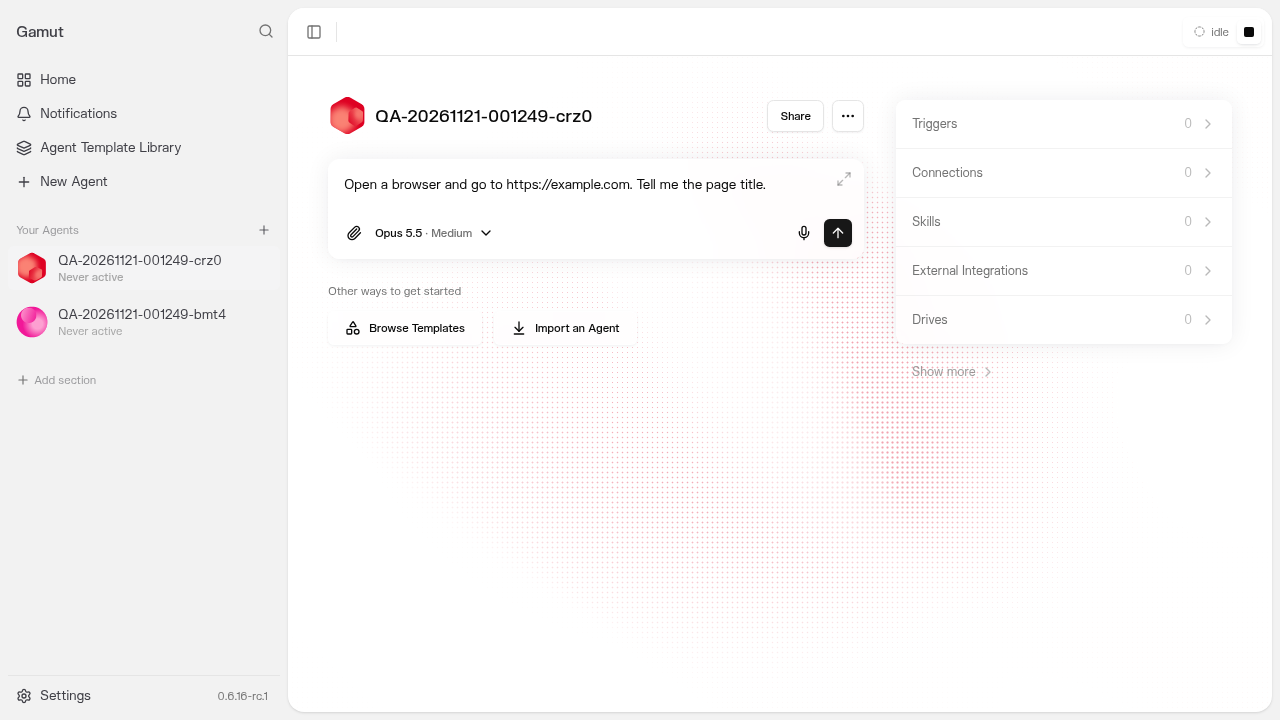 Gamut
Home
Notifications
Agent Template Library
New Agent
Your Agents
QA-20261121-001249-crz0
Never active
QA-20261121-001249-bmt4
Never active
Add section
Settings
0.6.16-rc.1
idle
QA-20261121-001249-crz0
Share
Open a browser and go to https://example.com. Tell me the page title.
Opus 5.5 · Medium
Other ways to get started
Browse Templates
Import an Agent
Triggers 0
Connections 0
Skills 0
External Integrations 0
Drives 0
Show more